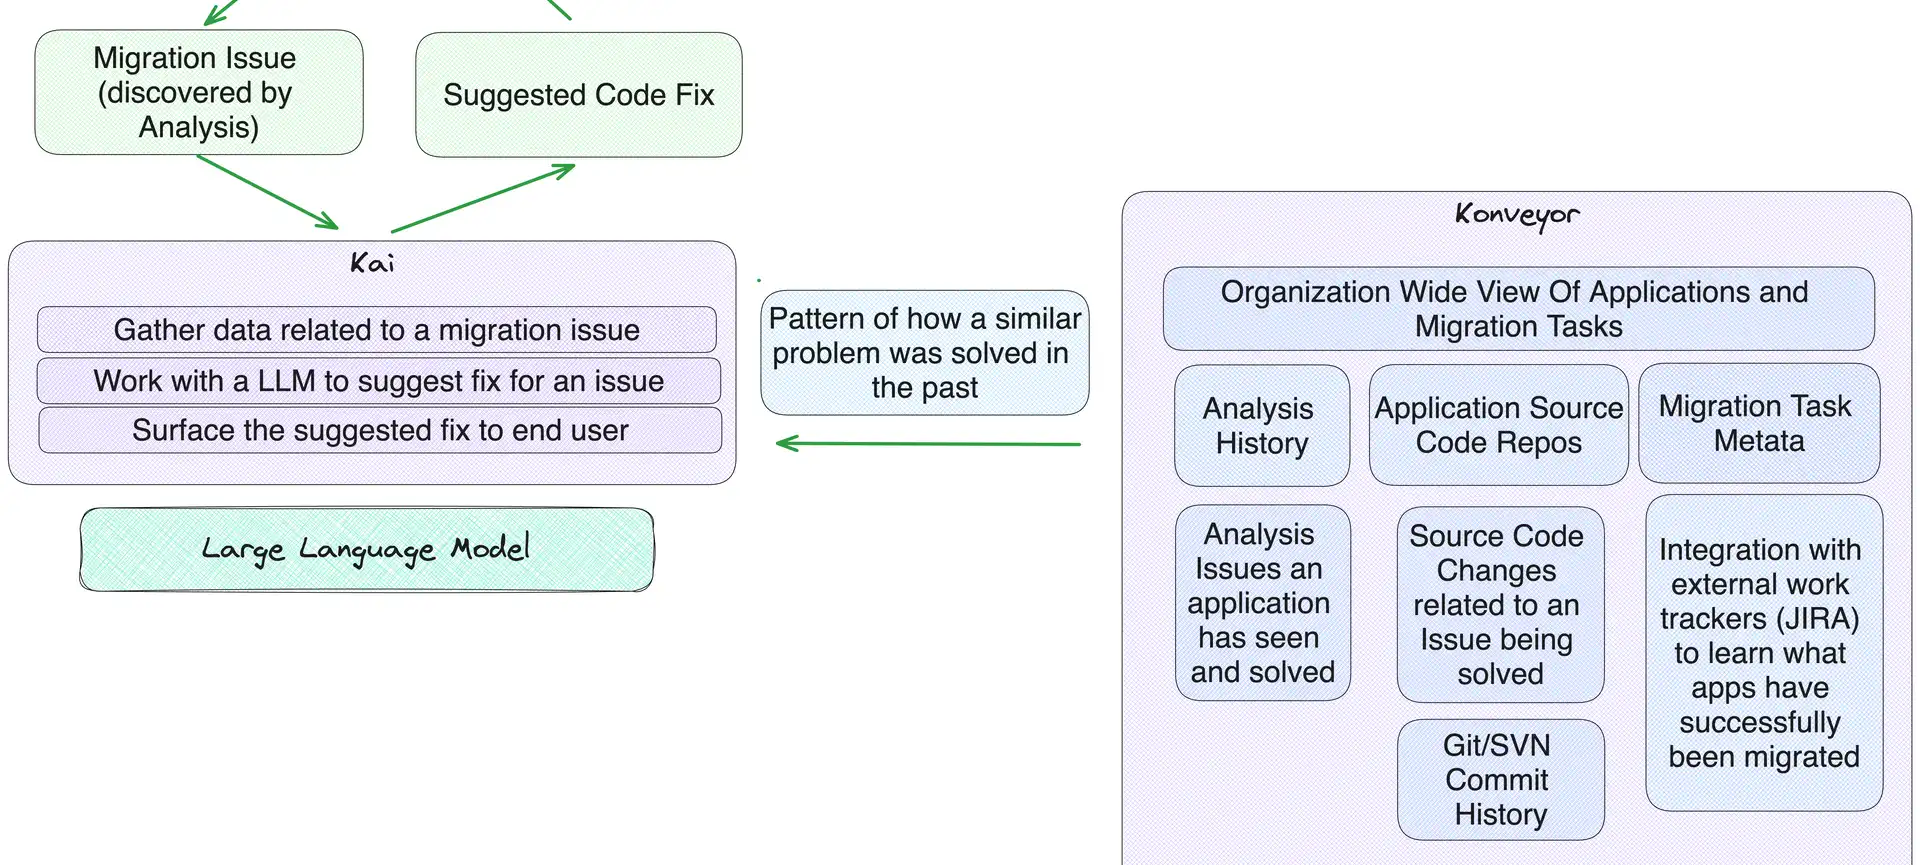 Migration Issue
(discovered by
Analysis)
Suggested Code Fix
Kai
Gather data related to a migration issue
Work with a LLM to suggest fix for an issue
Surface the suggested fix to end user
Large Language Model
Pattern of how a similar
problem was solved in
the past
Konveyor
Organization Wide View Of Applications and
Migration Tasks
Analysis
History
Application Source
Code Repos
Migration Task
Metata
Analysis
Issues an
application
has seen
and solved
Source Code
Changes
related to an
Issue being
solved
Git/SVN
Commit
History
Integration with
external work
trackers (JIRA)
to learn what
apps have
successfully
been migrated